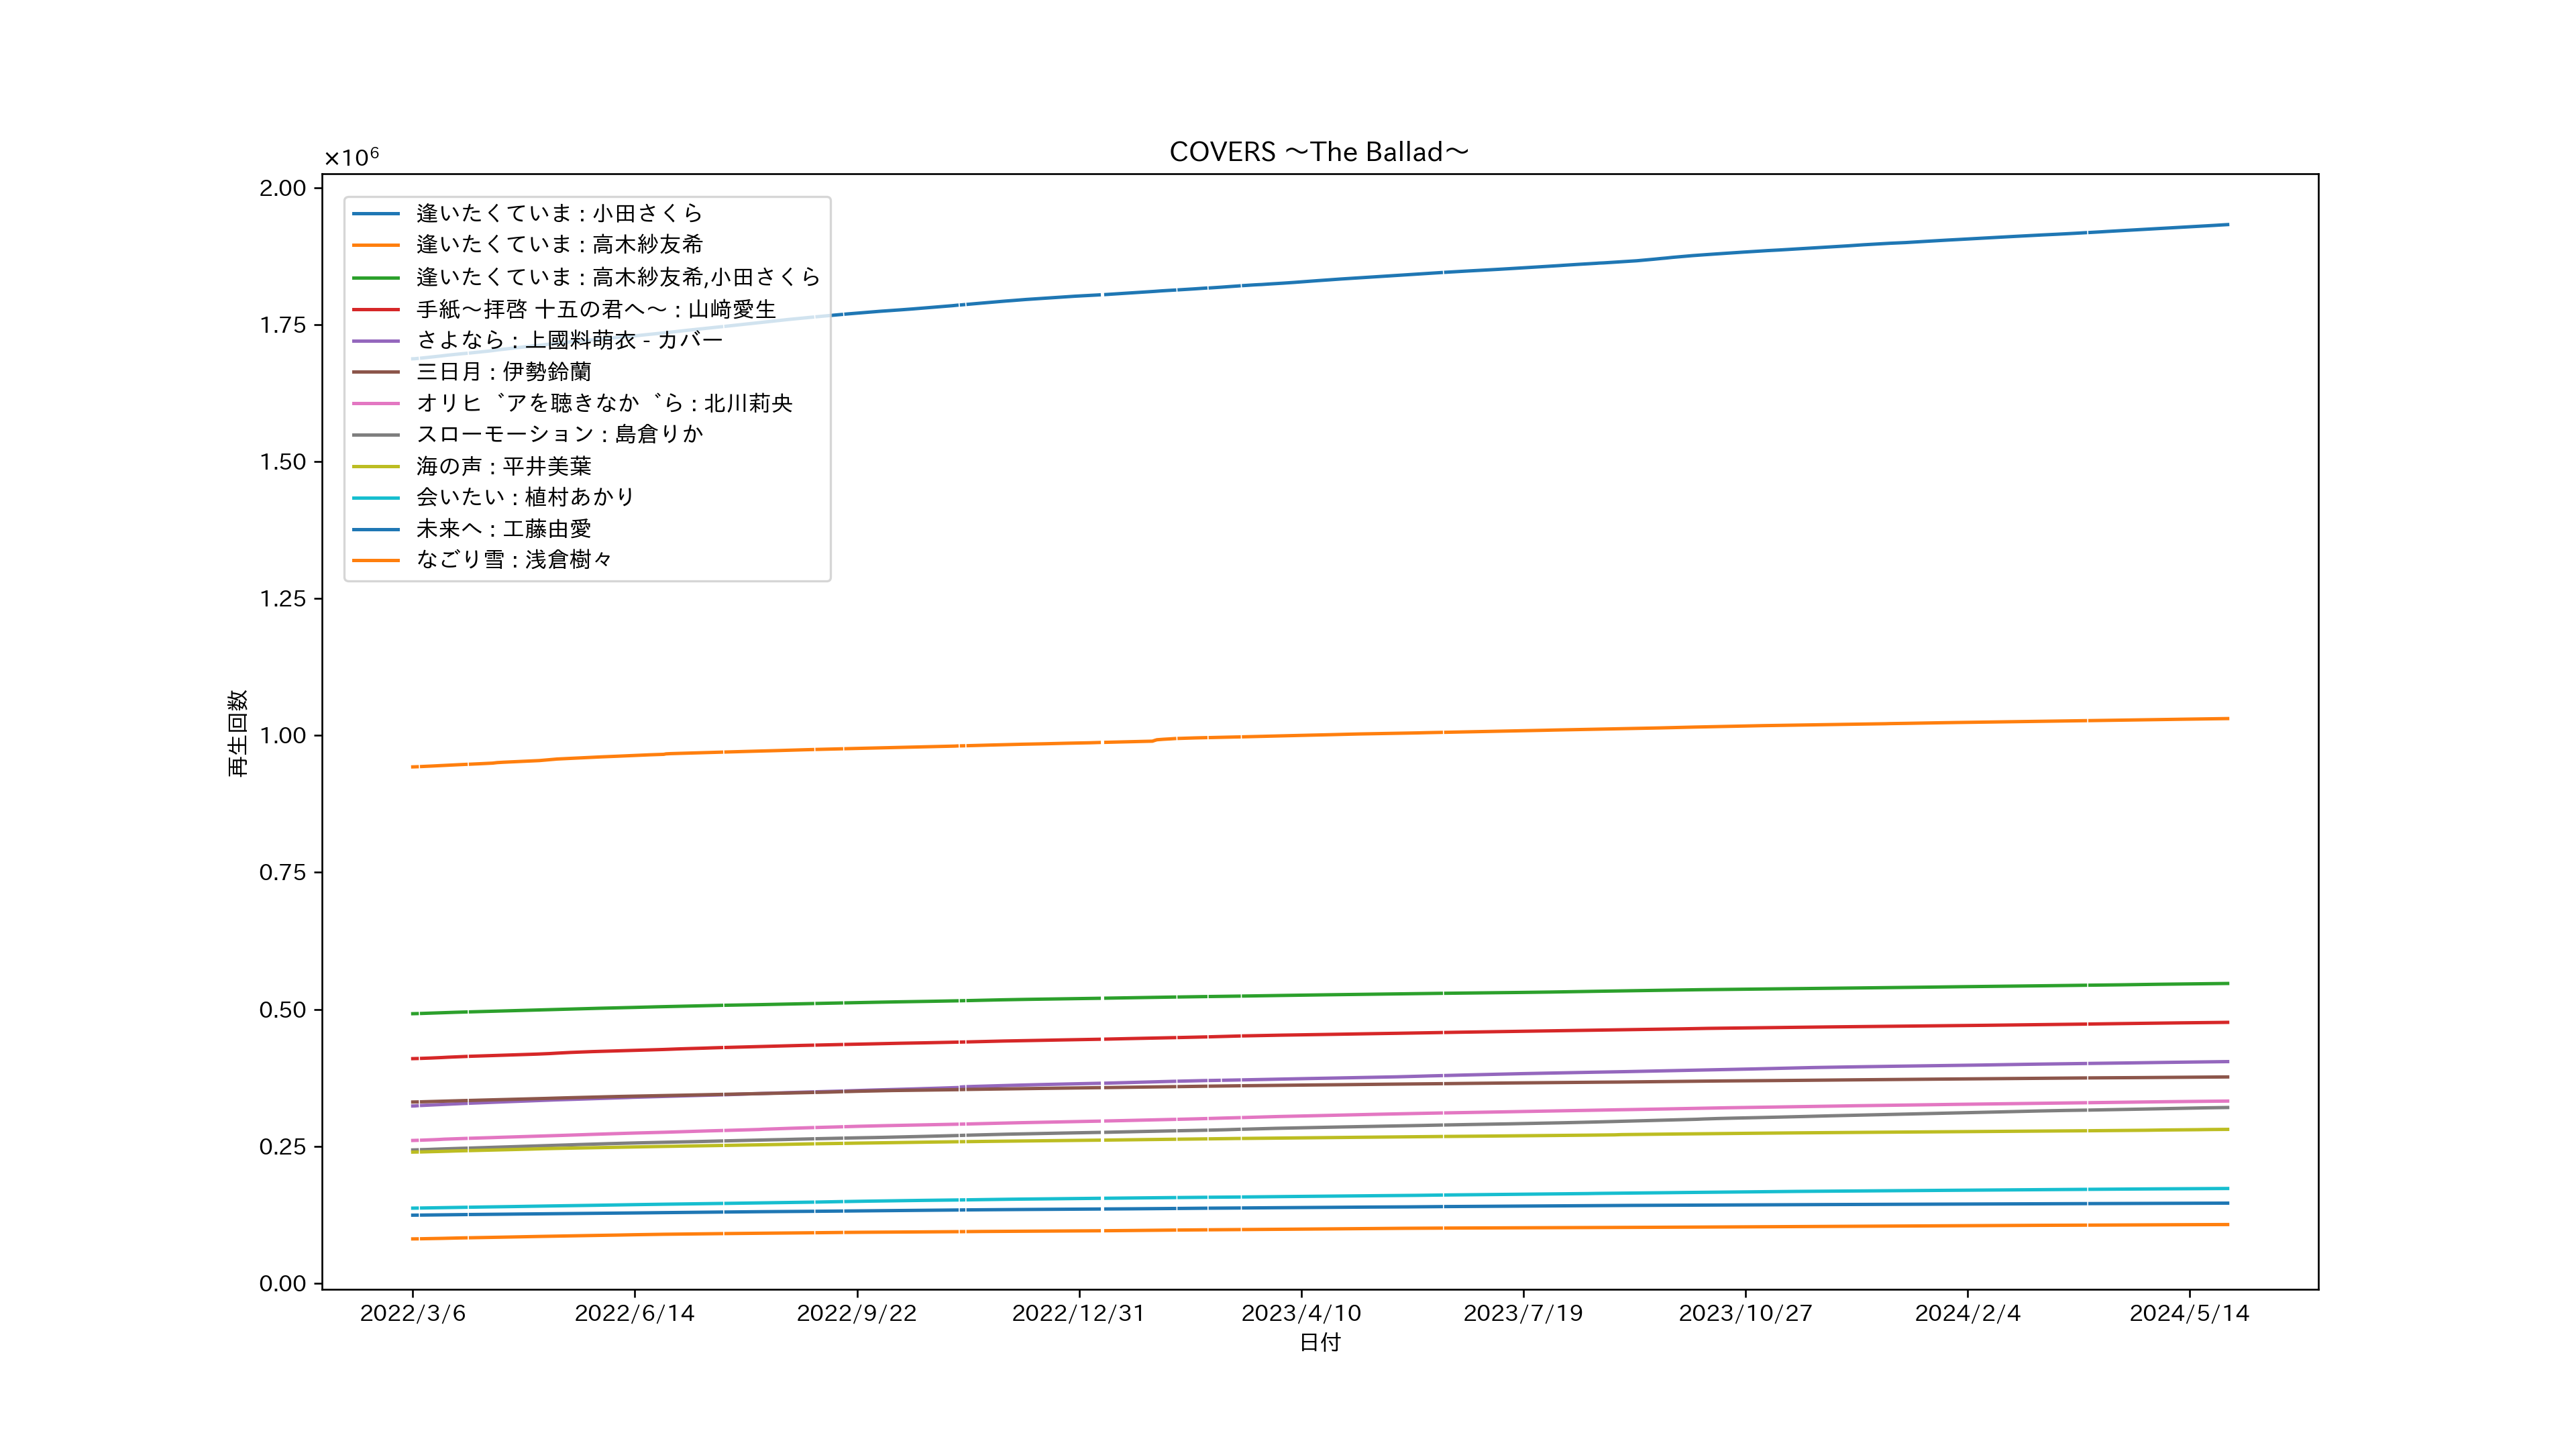 COVERS ～The Ballad～
×10⁶
2.00
1.75
1.50
1.25
1.00
0.75
0.50
0.25
0.00
再生回数
逢いたくていま : 小田さくら
逢いたくていま : 高木紗友希
逢いたくていま : 高木紗友希,小田さくら
手紙～拝啓 十五の君へ～ : 山﨑愛生
さよなら : 上國料萌衣 - カバー
三日月 : 伊勢鈴蘭
オリヒ゛アを聴きなか゛ら : 北川莉央
スローモーション : 島倉りか
海の声 : 平井美葉
会いたい : 植村あかり
未来へ : 工藤由愛
なごり雪 : 浅倉樹々
2022/3/6 2022/6/14 2022/9/22 2022/12/31 2023/4/10 2023/7/19 2023/10/27 2024/2/4 2024/5/14
日付